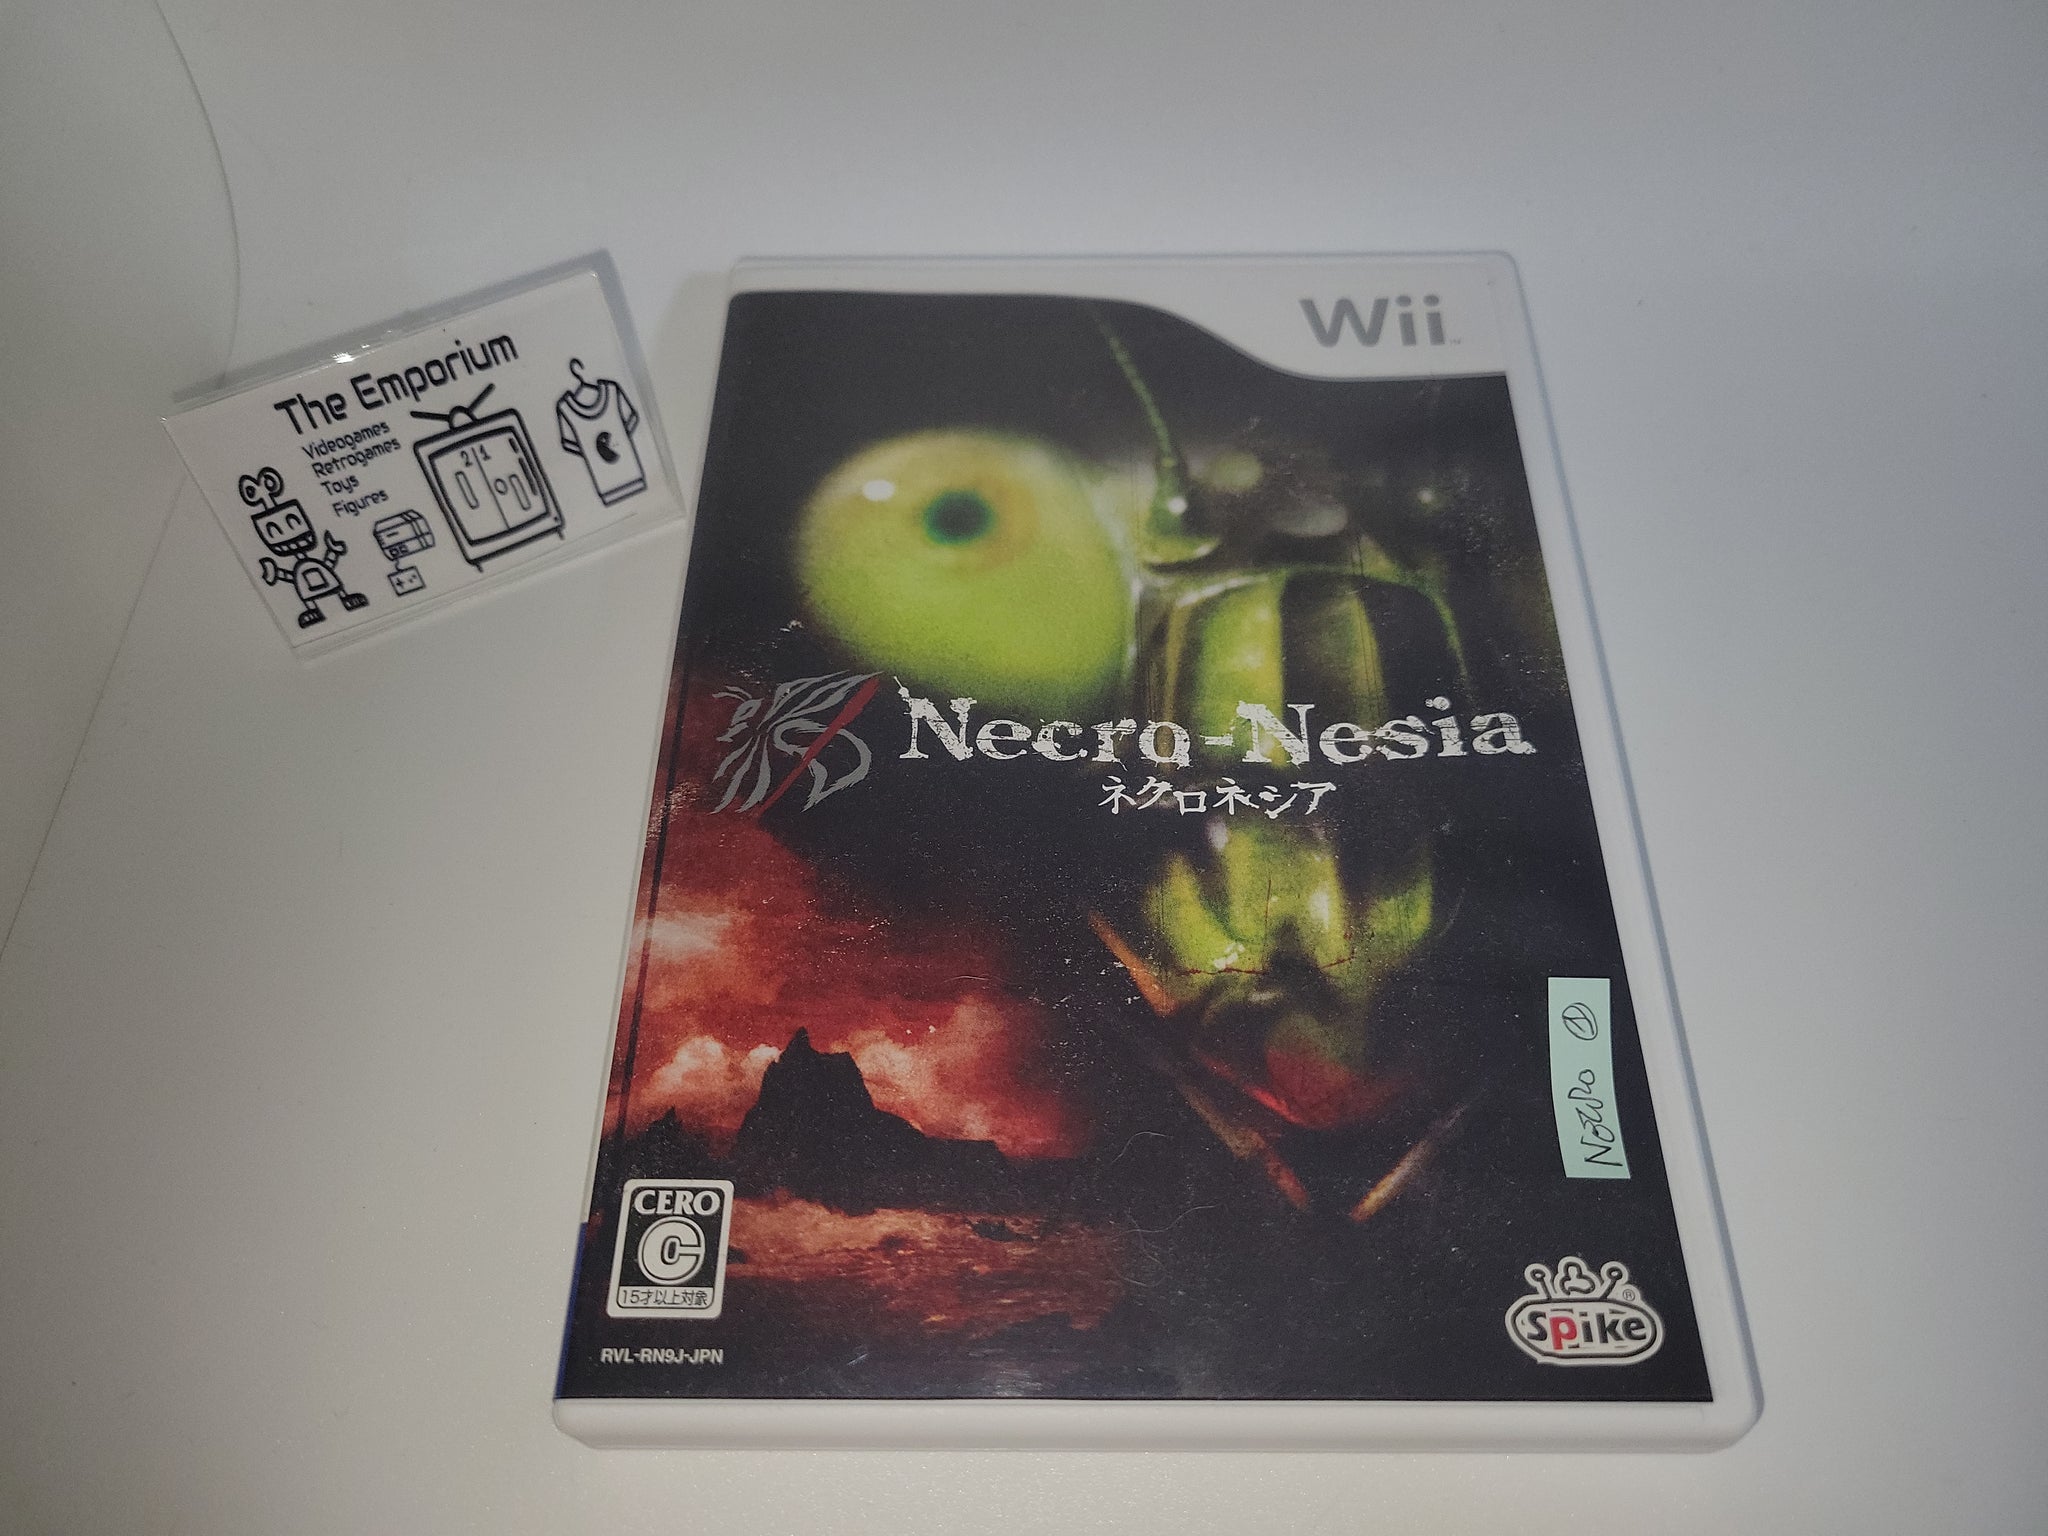 The Emporium
Videogames
Retrogames
Toys
Figures
21
Wii
Necro-Nesia
ネクロネシア
CERO
C
15才以上対象
RVL-RN9J-JPN
Spike